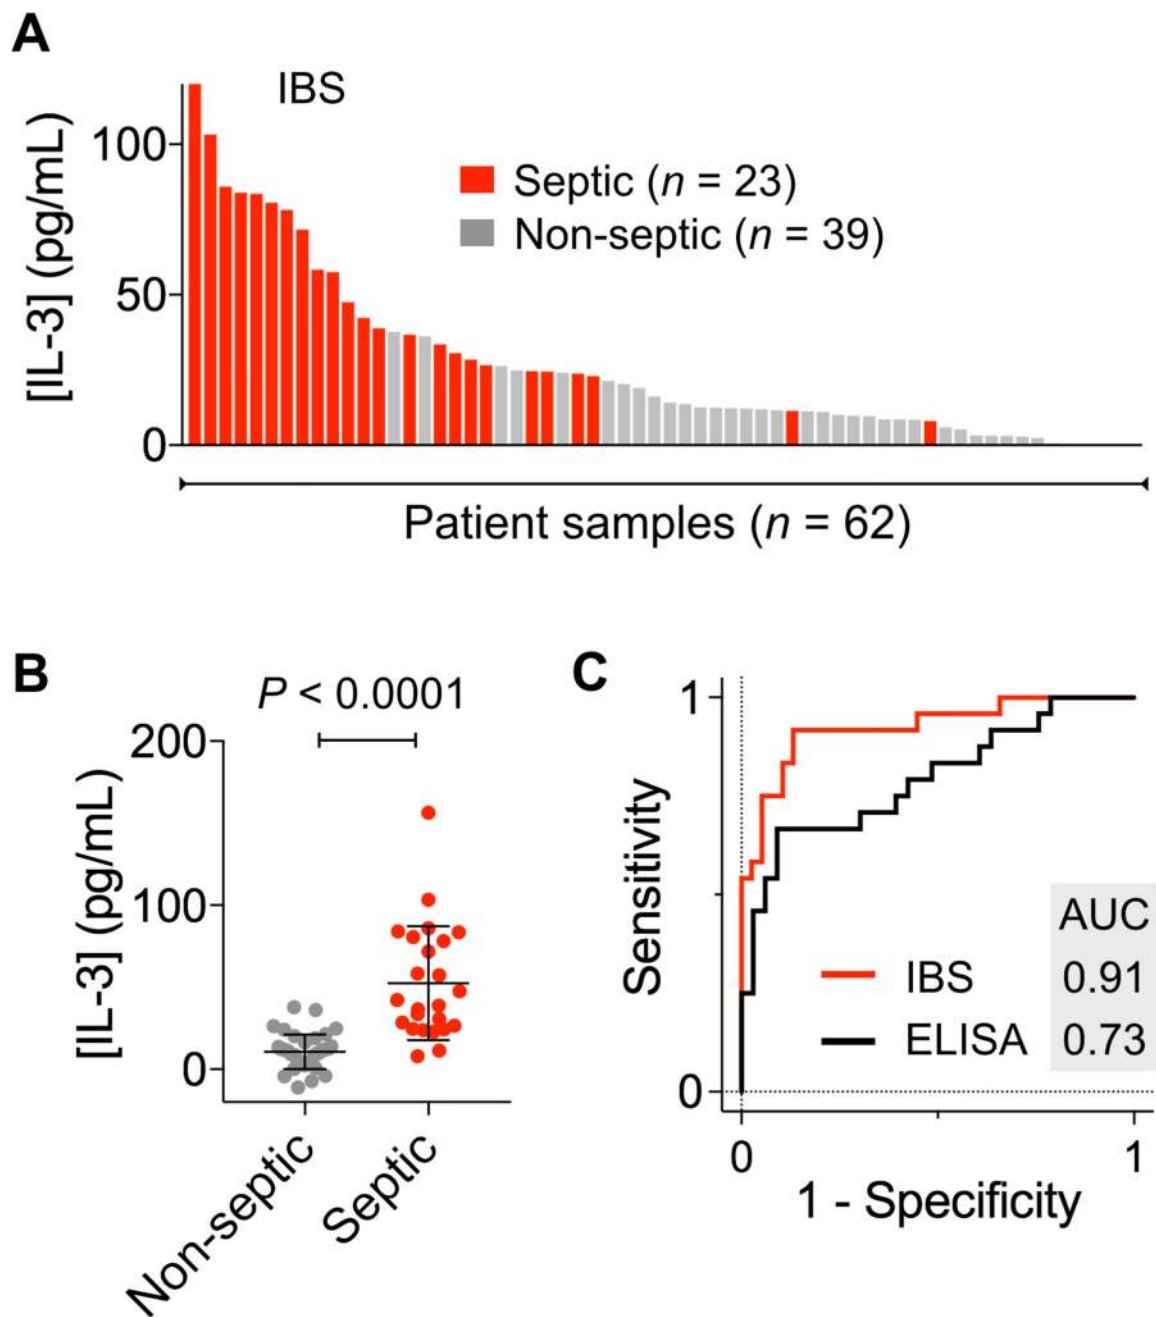 A
IBS
[IL-3] (pg/mL)
100
50
0
Septic (n = 23)
Non-septic (n = 39)
Patient samples (n = 62)
B
P < 0.0001
[IL-3] (pg/mL)
200
100
0
Non-septic
Septic
C
Sensitivity
1
0
AUC
IBS 0.91
ELISA 0.73
0 1
1 - Specificity